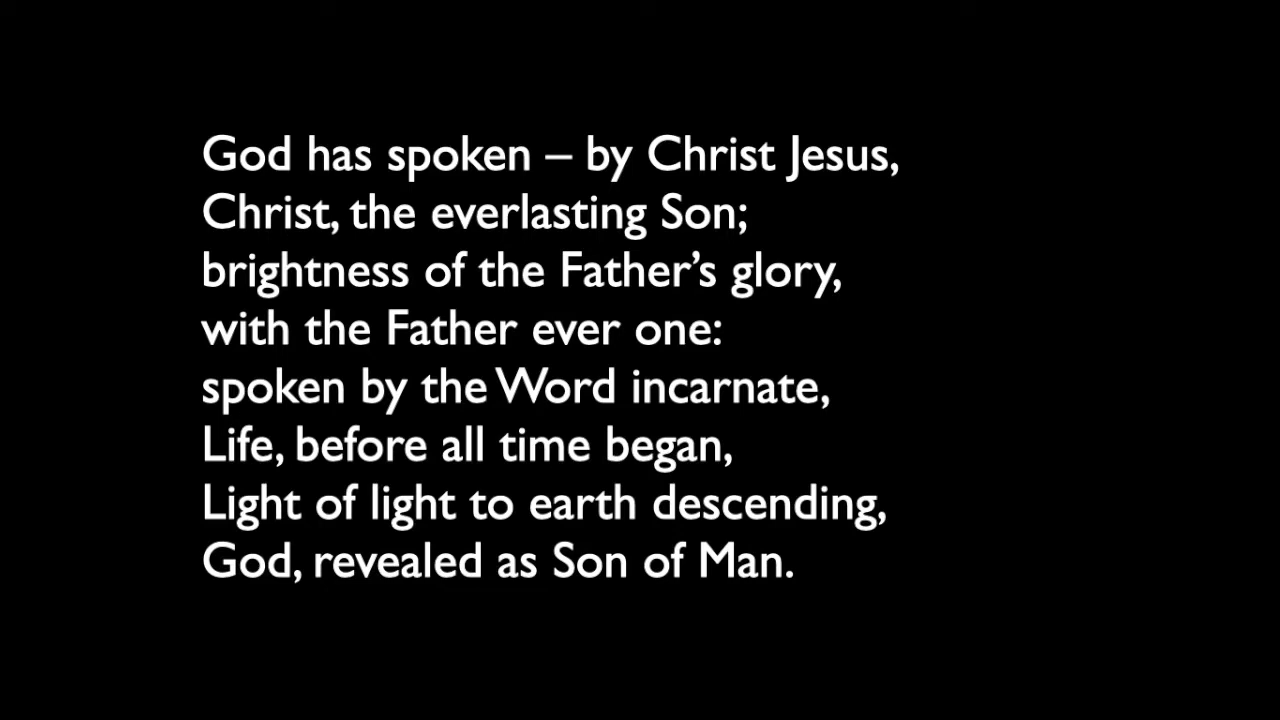 God has spoken – by Christ Jesus,
Christ, the everlasting Son;
brightness of the Father’s glory,
with the Father ever one:
spoken by the Word incarnate,
Life, before all time began,
Light of light to earth descending,
God, revealed as Son of Man.